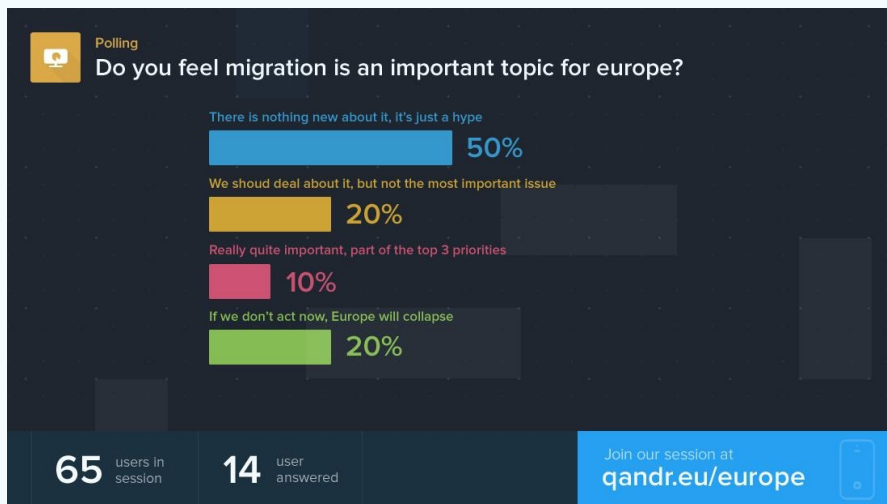 Polling
Do you feel migration is an important topic for europe?
There is nothing new about it, it's just a hype
50%
We shoud deal about it, but not the most important issue
20%
Really quite important, part of the top 3 priorities
10%
If we don't act now, Europe will collapse
20%
65 users in session
14 user answered
Join our session at
qandr.eu/europe